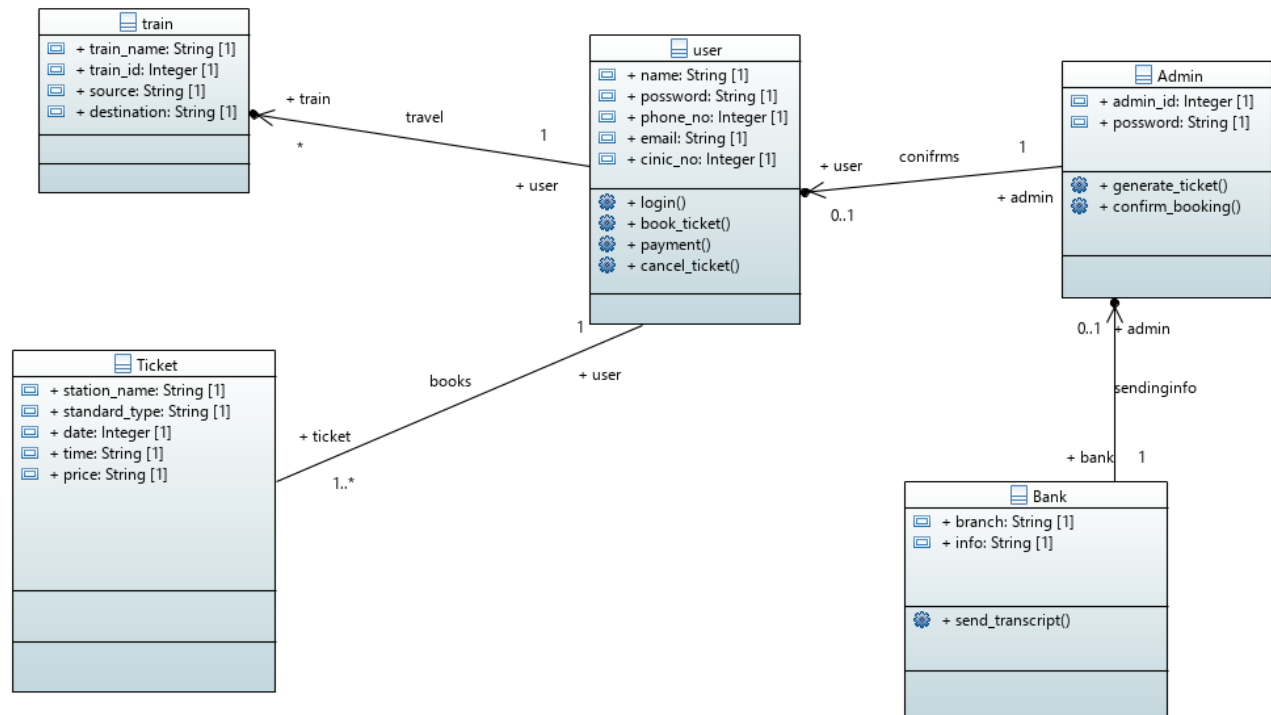 train
+ train_name: String [1]
+ train_id: Integer [1]
+ source: String [1]
+ destination: String [1]
+ train
travel
*
1
+ user
user
+ name: String [1]
+ possword: String [1]
+ phone_no: Integer [1]
+ email: String [1]
+ cinic_no: Integer [1]
+ login()
+ book_ticket()
+ payment()
+ cancel_ticket()
+ user
conifrms
1
0..1
+ admin
Admin
+ admin_id: Integer [1]
+ possword: String [1]
+ generate_ticket()
+ confirm_booking()
0..1
+ admin
sendinginfo
+ bank
1
1
+ user
books
+ ticket
1..*
Ticket
+ station_name: String [1]
+ standard_type: String [1]
+ date: Integer [1]
+ time: String [1]
+ price: String [1]
Bank
+ branch: String [1]
+ info: String [1]
+ send_transcript()